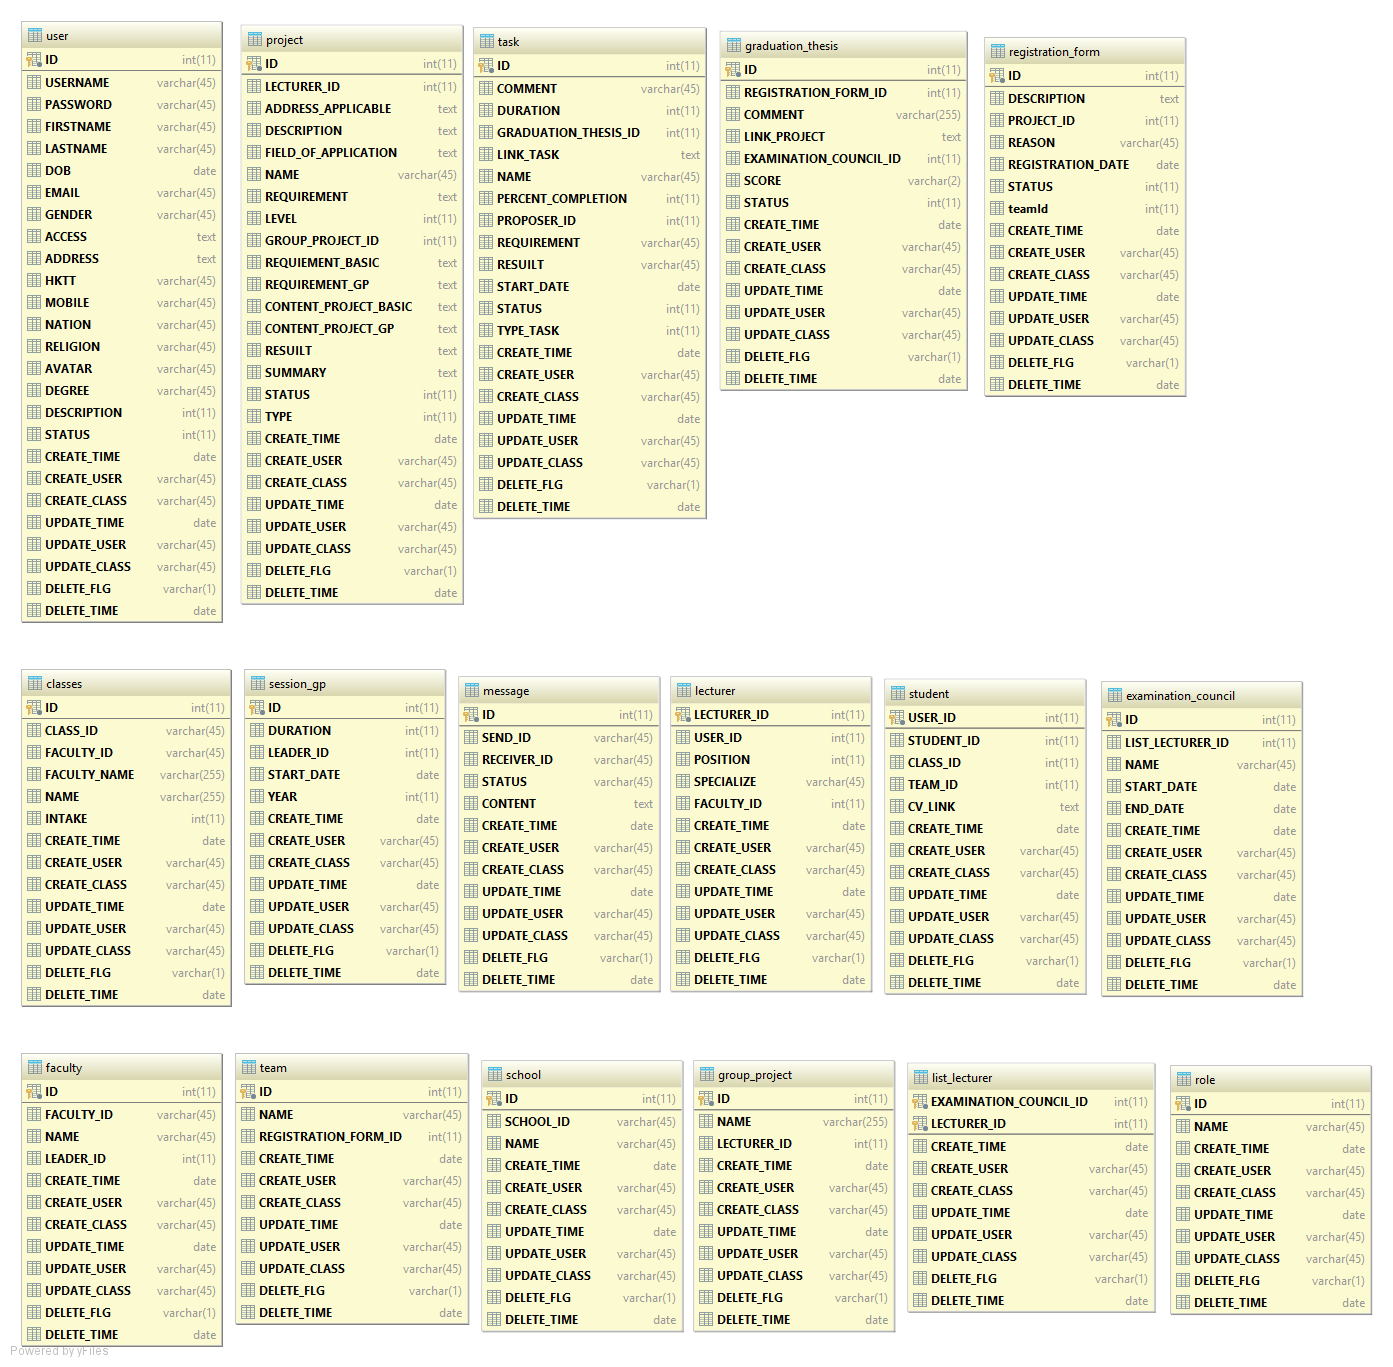 user
ID int(11)
USERNAME varchar(45)
PASSWORD varchar(45)
FIRSTNAME varchar(45)
LASTNAME varchar(45)
DOB date
EMAIL varchar(45)
GENDER varchar(45)
ACCESS text
ADDRESS text
HKTT varchar(45)
MOBILE varchar(45)
NATION varchar(45)
RELIGION varchar(45)
AVATAR varchar(45)
DEGREE varchar(45)
DESCRIPTION int(11)
STATUS int(11)
CREATE_TIME date
CREATE_USER varchar(45)
CREATE_CLASS varchar(45)
UPDATE_TIME date
UPDATE_USER varchar(45)
UPDATE_CLASS varchar(45)
DELETE_FLG varchar(1)
DELETE_TIME date
project
ID int(11)
LECTURER_ID int(11)
ADDRESS_APPLICABLE text
DESCRIPTION text
FIELD_OF_APPLICATION text
NAME varchar(45)
REQUIREMENT text
LEVEL int(11)
GROUP_PROJECT_ID int(11)
REQUIEMENT_BASIC text
REQUIREMENT_GP text
CONTENT_PROJECT_BASIC text
CONTENT_PROJECT_GP text
RESUILT text
SUMMARY text
STATUS int(11)
TYPE int(11)
CREATE_TIME date
CREATE_USER varchar(45)
CREATE_CLASS varchar(45)
UPDATE_TIME date
UPDATE_USER varchar(45)
UPDATE_CLASS varchar(45)
DELETE_FLG varchar(1)
DELETE_TIME date
task
ID int(11)
COMMENT varchar(45)
DURATION int(11)
GRADUATION_THESIS_ID int(11)
LINK_TASK text
NAME varchar(45)
PERCENT_COMPLETION int(11)
PROPOSER_ID int(11)
REQUIREMENT varchar(45)
RESUILT varchar(45)
START_DATE date
STATUS int(11)
TYPE_TASK int(11)
CREATE_TIME date
CREATE_USER varchar(45)
CREATE_CLASS varchar(45)
UPDATE_TIME date
UPDATE_USER varchar(45)
UPDATE_CLASS varchar(45)
DELETE_FLG varchar(1)
DELETE_TIME date
graduation_thesis
ID int(11)
REGISTRATION_FORM_ID int(11)
COMMENT varchar(255)
LINK_PROJECT text
EXAMINATION_COUNCIL_ID int(11)
SCORE varchar(2)
STATUS int(11)
CREATE_TIME date
CREATE_USER varchar(45)
CREATE_CLASS varchar(45)
UPDATE_TIME date
UPDATE_USER varchar(45)
UPDATE_CLASS varchar(45)
DELETE_FLG varchar(1)
DELETE_TIME date
registration_form
ID int(11)
DESCRIPTION text
PROJECT_ID int(11)
REASON varchar(45)
REGISTRATION_DATE date
STATUS int(11)
teamId int(11)
CREATE_TIME date
CREATE_USER varchar(45)
CREATE_CLASS varchar(45)
UPDATE_TIME date
UPDATE_USER varchar(45)
UPDATE_CLASS varchar(45)
DELETE_FLG varchar(1)
DELETE_TIME date
classes
ID int(11)
CLASS_ID varchar(45)
FACULTY_ID varchar(45)
FACULTY_NAME varchar(255)
NAME varchar(255)
INTAKE int(11)
CREATE_TIME date
CREATE_USER varchar(45)
CREATE_CLASS varchar(45)
UPDATE_TIME date
UPDATE_USER varchar(45)
UPDATE_CLASS varchar(45)
DELETE_FLG varchar(1)
DELETE_TIME date
session_gp
ID int(11)
DURATION int(11)
LEADER_ID int(11)
START_DATE date
YEAR int(11)
CREATE_TIME date
CREATE_USER varchar(45)
CREATE_CLASS varchar(45)
UPDATE_TIME date
UPDATE_USER varchar(45)
UPDATE_CLASS varchar(45)
DELETE_FLG varchar(1)
DELETE_TIME date
message
ID int(11)
SEND_ID varchar(45)
RECEIVER_ID varchar(45)
STATUS varchar(45)
CONTENT text
CREATE_TIME date
CREATE_USER varchar(45)
CREATE_CLASS varchar(45)
UPDATE_TIME date
UPDATE_USER varchar(45)
UPDATE_CLASS varchar(45)
DELETE_FLG varchar(1)
DELETE_TIME date
lecturer
LECTURER_ID int(11)
USER_ID int(11)
POSITION int(11)
SPECIALIZE varchar(45)
FACULTY_ID int(11)
CREATE_TIME date
CREATE_USER varchar(45)
CREATE_CLASS varchar(45)
UPDATE_TIME date
UPDATE_USER varchar(45)
UPDATE_CLASS varchar(45)
DELETE_FLG varchar(1)
DELETE_TIME date
student
USER_ID int(11)
STUDENT_ID int(11)
CLASS_ID int(11)
TEAM_ID int(11)
CV_LINK text
CREATE_TIME date
CREATE_USER varchar(45)
CREATE_CLASS varchar(45)
UPDATE_TIME date
UPDATE_USER varchar(45)
UPDATE_CLASS varchar(45)
DELETE_FLG varchar(1)
DELETE_TIME date
examination_council
ID int(11)
LIST_LECTURER_ID int(11)
NAME varchar(45)
START_DATE date
END_DATE date
CREATE_TIME date
CREATE_USER varchar(45)
CREATE_CLASS varchar(45)
UPDATE_TIME date
UPDATE_USER varchar(45)
UPDATE_CLASS varchar(45)
DELETE_FLG varchar(1)
DELETE_TIME date
faculty
ID int(11)
FACULTY_ID varchar(45)
NAME varchar(45)
LEADER_ID int(11)
CREATE_TIME date
CREATE_USER varchar(45)
CREATE_CLASS varchar(45)
UPDATE_TIME date
UPDATE_USER varchar(45)
UPDATE_CLASS varchar(45)
DELETE_FLG varchar(1)
DELETE_TIME date
team
ID int(11)
NAME varchar(45)
REGISTRATION_FORM_ID int(11)
CREATE_TIME date
CREATE_USER varchar(45)
CREATE_CLASS varchar(45)
UPDATE_TIME date
UPDATE_USER varchar(45)
UPDATE_CLASS varchar(45)
DELETE_FLG varchar(1)
DELETE_TIME date
school
ID int(11)
SCHOOL_ID varchar(45)
NAME varchar(45)
CREATE_TIME date
CREATE_USER varchar(45)
CREATE_CLASS varchar(45)
UPDATE_TIME date
UPDATE_USER varchar(45)
UPDATE_CLASS varchar(45)
DELETE_FLG varchar(1)
DELETE_TIME date
group_project
ID int(11)
NAME varchar(255)
LECTURER_ID int(11)
CREATE_TIME date
CREATE_USER varchar(45)
CREATE_CLASS varchar(45)
UPDATE_TIME date
UPDATE_USER varchar(45)
UPDATE_CLASS varchar(45)
DELETE_FLG varchar(1)
DELETE_TIME date
list_lecturer
EXAMINATION_COUNCIL_ID int(11)
LECTURER_ID int(11)
CREATE_TIME date
CREATE_USER varchar(45)
CREATE_CLASS varchar(45)
UPDATE_TIME date
UPDATE_USER varchar(45)
UPDATE_CLASS varchar(45)
DELETE_FLG varchar(1)
DELETE_TIME date
role
ID int(11)
NAME varchar(45)
CREATE_TIME date
CREATE_USER varchar(45)
CREATE_CLASS varchar(45)
UPDATE_TIME date
UPDATE_USER varchar(45)
UPDATE_CLASS varchar(45)
DELETE_FLG varchar(1)
DELETE_TIME date
Powered by yFiles